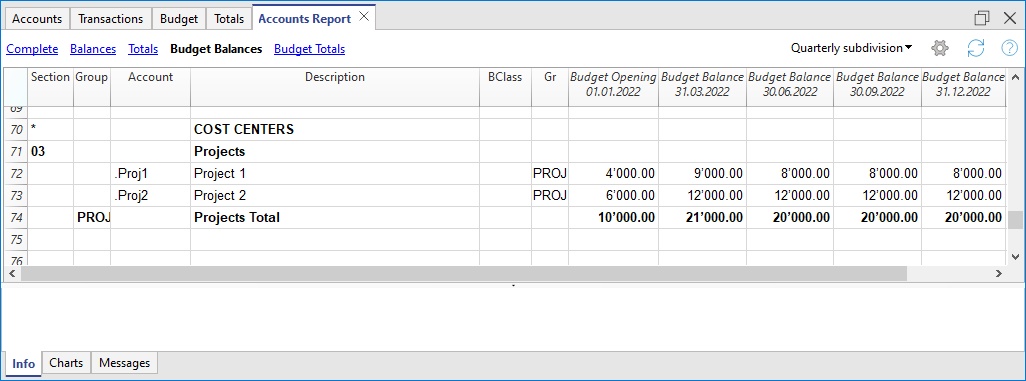 Accounts Transactions Budget Totals Accounts Report
Complete Balances Totals Budget Balances Budget Totals Quarterly subdivision
Section Group Account Description BClass Gr Budget Opening 01.01.2022 Budget Balance 31.03.2022 Budget Balance 30.06.2022 Budget Balance 30.09.2022 Budget Balance 31.12.2022
69
70 * COST CENTERS
71 03 Projects
72 .Proj1 Project 1 PROJ 4’000.00 9’000.00 8’000.00 8’000.00 8’000.00
73 .Proj2 Project 2 PROJ 6’000.00 12’000.00 12’000.00 12’000.00 12’000.00
74 PROJ Projects Total 10’000.00 21’000.00 20’000.00 20’000.00 20’000.00
75
76
Info Charts Messages